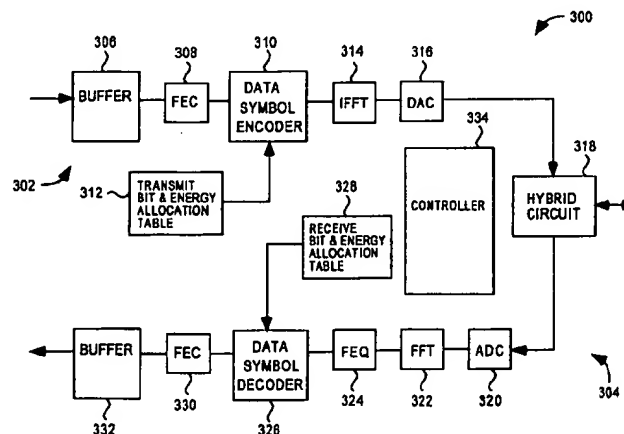 300
306
308
310
314
316
BUFFER
FEC
DATA
SYMBOL
ENCODER
IFFT
DAC
334
318
302
312
TRANSMIT
BIT & ENERGY
ALLOCATION
TABLE
328
RECEIVE
BIT & ENERGY
ALLOCATION
TABLE
CONTROLLER
HYBRID
CIRCUIT
BUFFER
FEC
DATA
SYMBOL
DECODER
FEQ
FFT
ADC
332
330
326
324
322
320
304